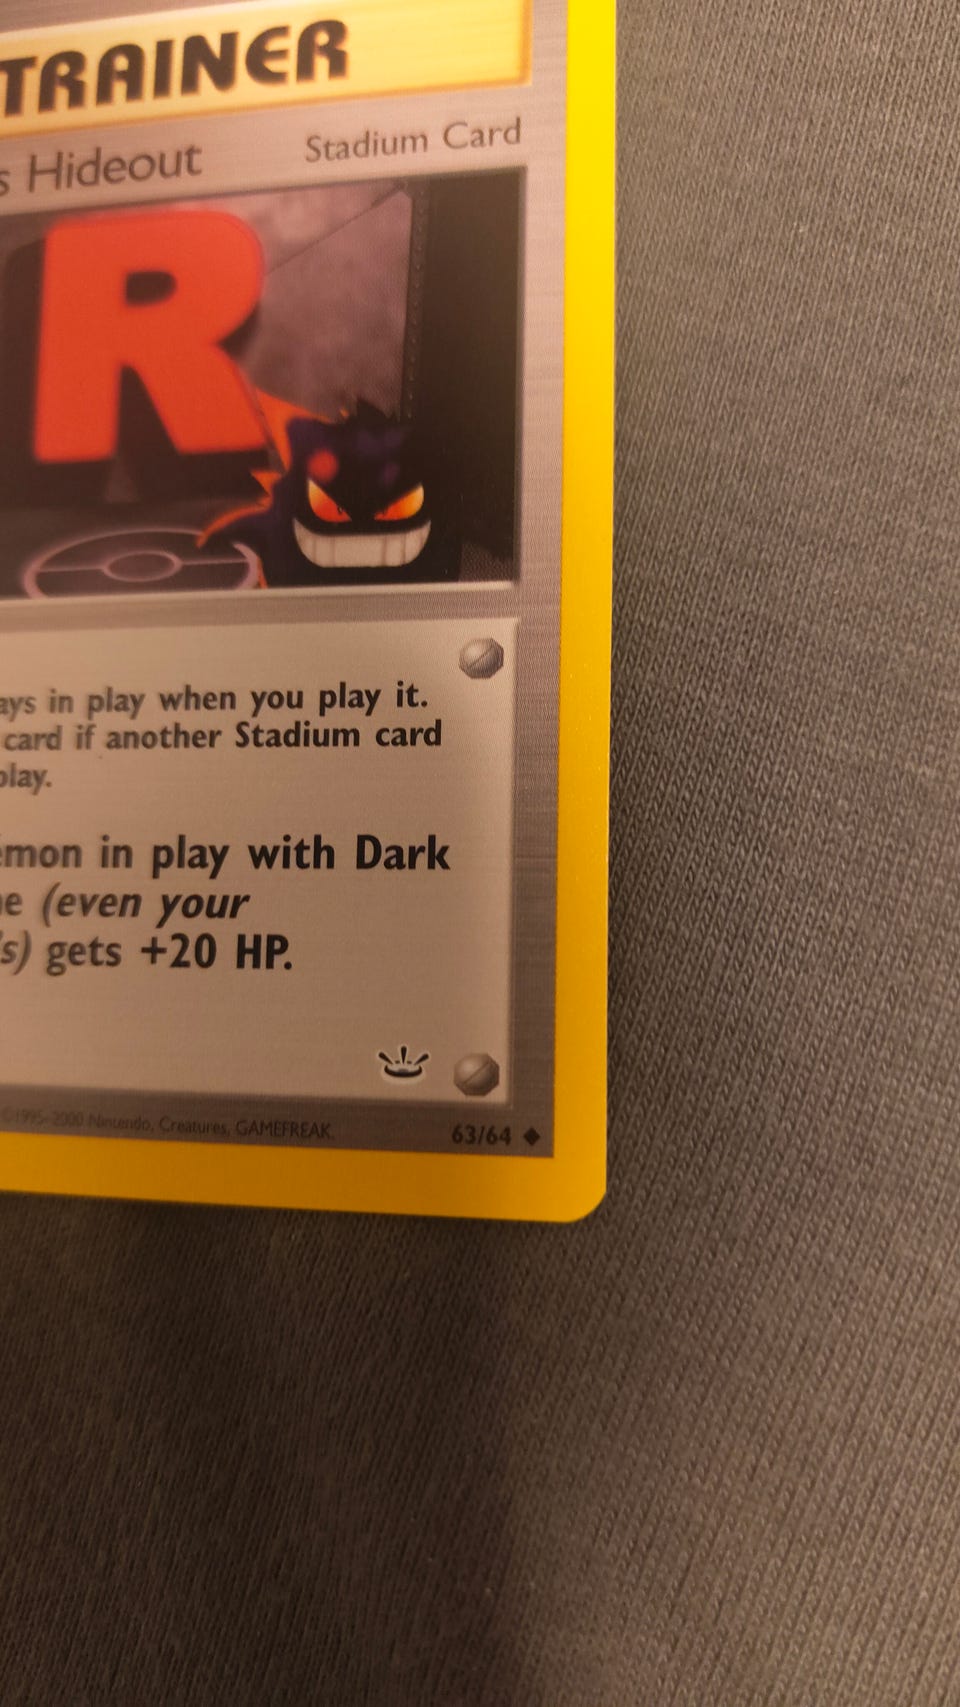 TRAINER
s Hideout
Stadium Card
R
ays in play when you play it.
card if another Stadium card
play.
émon in play with Dark
e (even your
's) gets +20 HP.
©1995-2000 Nintendo, Creatures, GAMEFREAK.
63/64